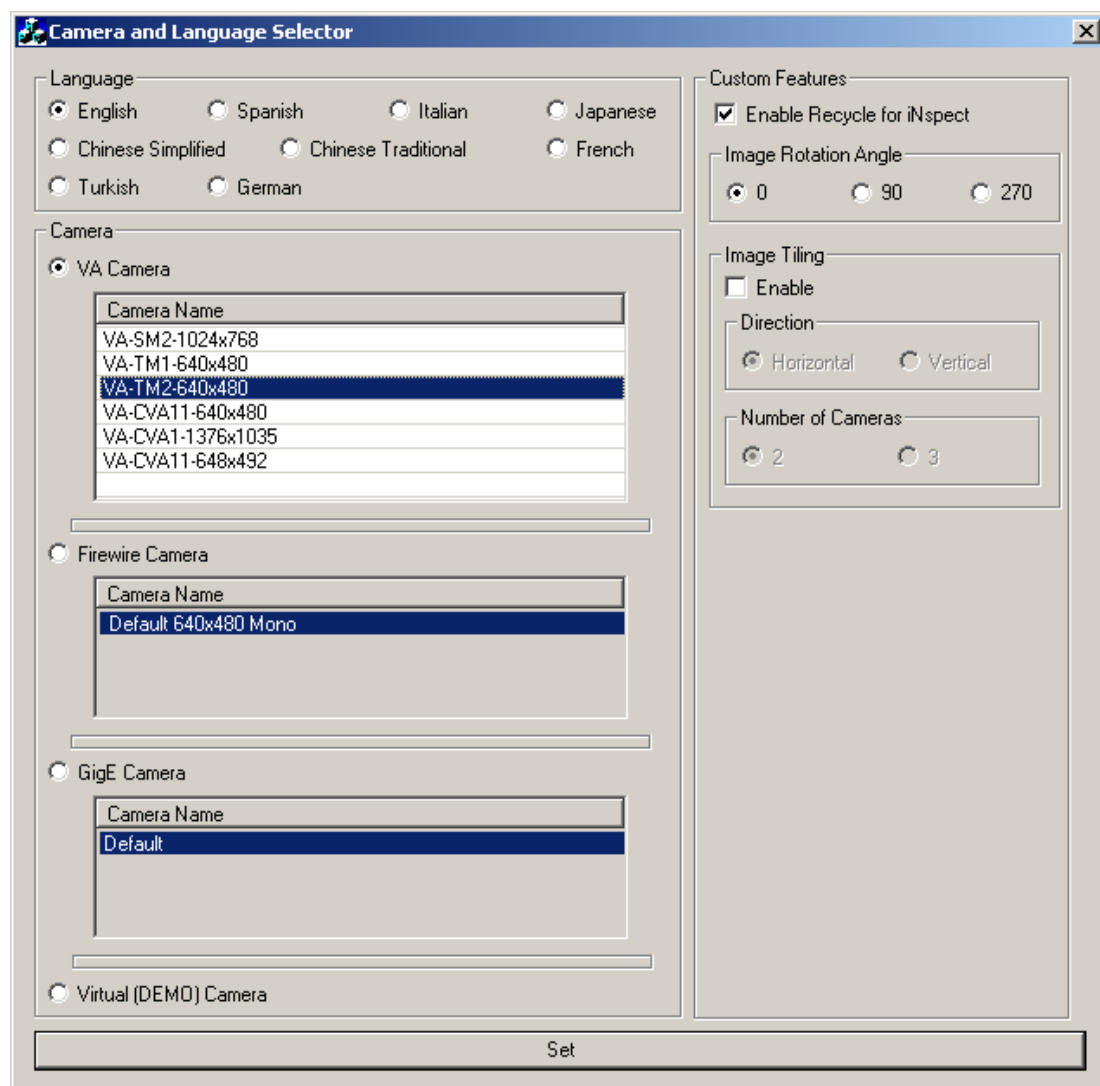 Camera and Language Selector
Language
English Spanish Italian Japanese
Chinese Simplified Chinese Traditional French
Turkish German
Camera
VA Camera
Camera Name
VA-SM2-1024x768
VA-TM1-640x480
VA-TM2-640x480
VA-CVA11-640x480
VA-CVA1-1376x1035
VA-CVA11-648x492
Firewire Camera
Camera Name
Default 640x480 Mono
GigE Camera
Camera Name
Default
Virtual (DEMO) Camera
Custom Features
Enable Recycle for iNspect
Image Rotation Angle
0 90 270
Image Tiling
Enable
Direction
Horizontal Vertical
Number of Cameras
2 3
Set